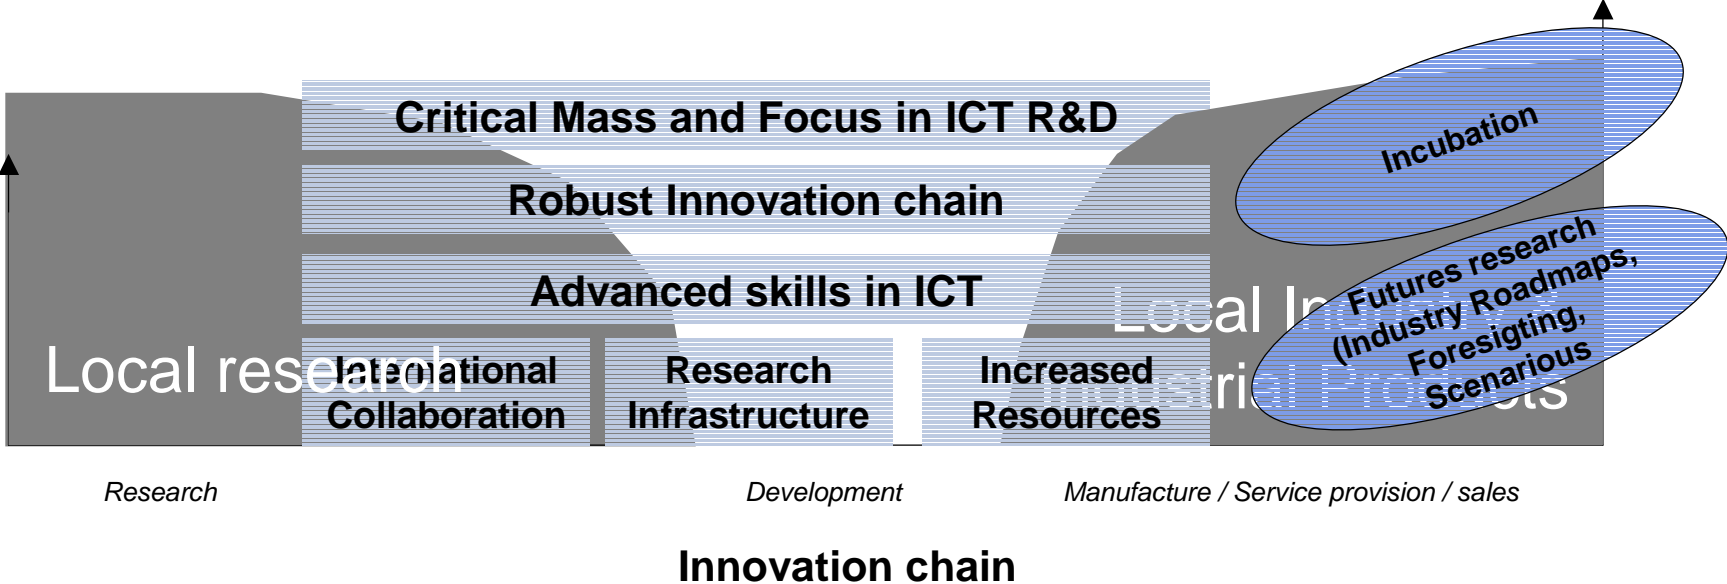 Critical Mass and Focus in ICT R&D
Robust Innovation chain
Advanced skills in ICT
Local research
International
Collaboration
Research
Infrastructure
Increased
Resources
Incubation
Futures research
(Industry Roadmaps,
Foresigting,
Scenarious
Local
Research
Development
Manufacture / Service provision / sales
Innovation chain